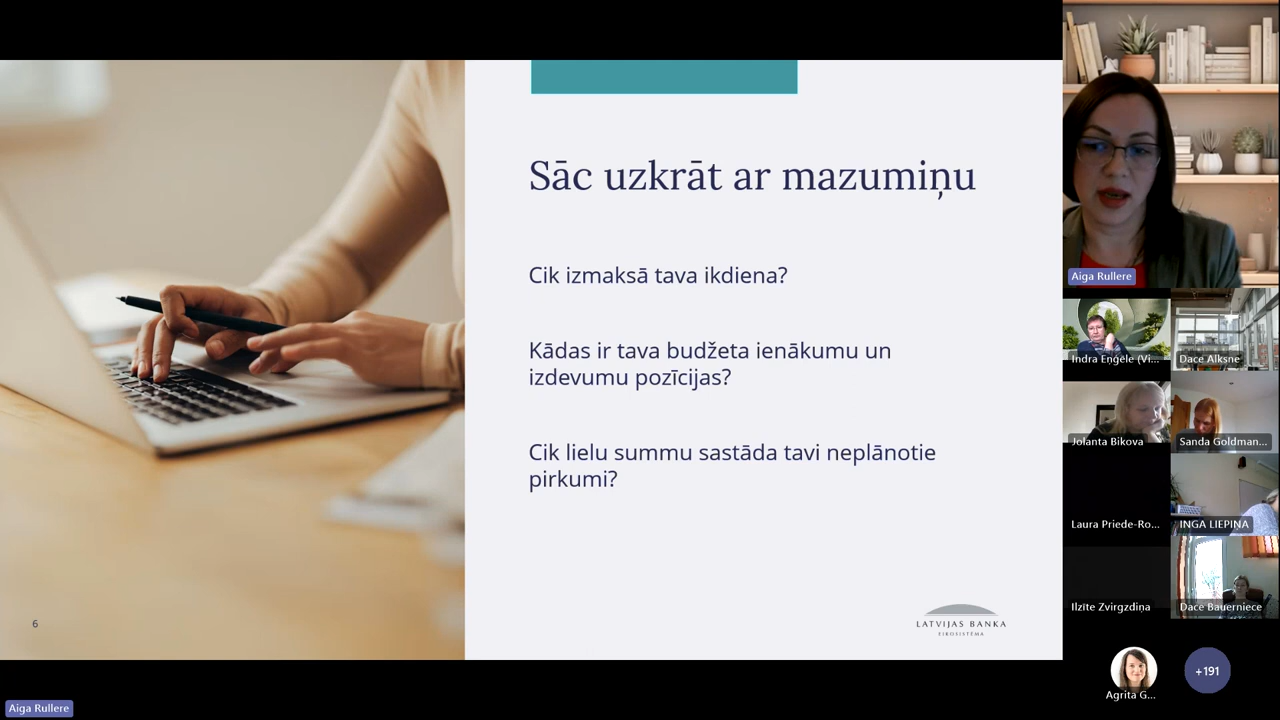 Sāc uzkrāt ar mazumiņu
Cik izmaksā tava ikdiena?
Kādas ir tava budžeta ienākumu un
izdevumu pozīcijas?
Cik lielu summu sastāda tavi neplānotie
pirkumi?
6
LATVIJAS BANKA
EIROSISTĒMA
Aiga Rullere
Aiga Rullere
Indra Eņģēle (Vi...
Dace Alksne
Jolanta Bikova
Sanda Goldman...
Laura Priede-Ro...
INGA LIEPIŅA
Ilzīte Zvirgzdiņa
Dace Bauerniece
Agrita G...
+191